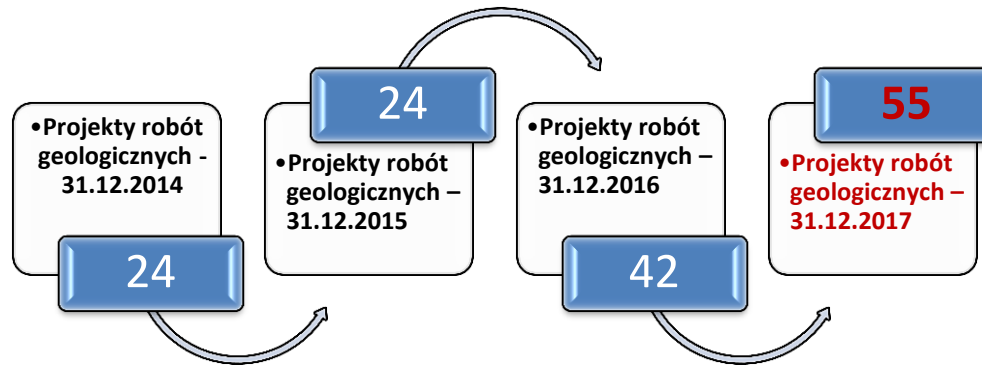 •Projekty robót
geologicznych -
31.12.2014
24
24
•Projekty robót
geologicznych –
31.12.2015
•Projekty robót
geologicznych –
31.12.2016
42
55
•Projekty robót
geologicznych –
31.12.2017